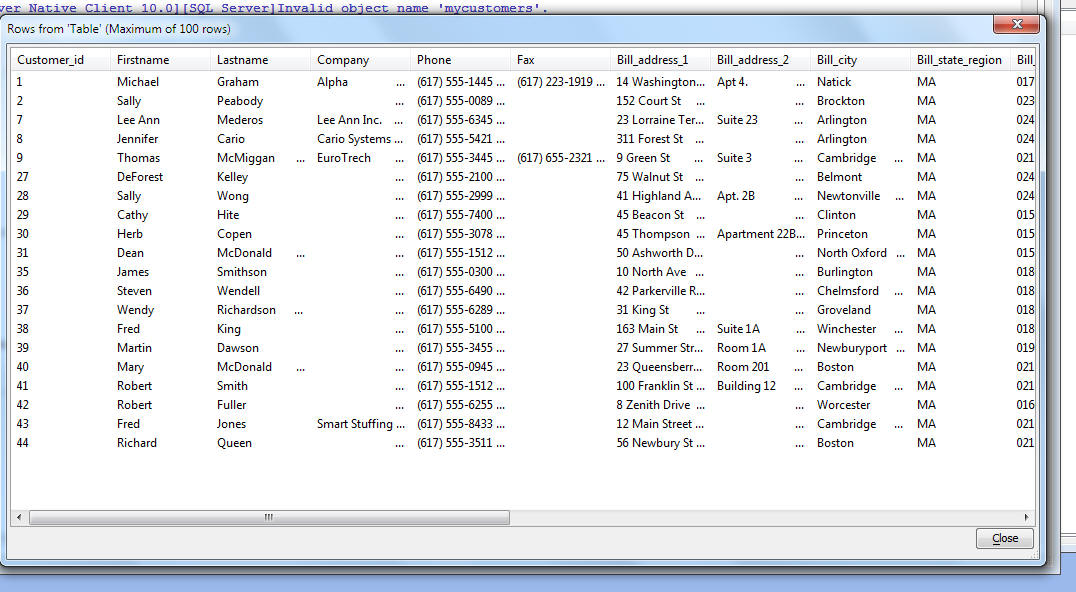 ver Native Client 10.0][SQL Server]Invalid object name 'mycustomers'.
Rows from 'Table' (Maximum of 100 rows)
Customer_id Firstname Lastname Company Phone Fax Bill_address_1 Bill_address_2 Bill_city Bill_state_region Bill_
1 Michael Graham Alpha ... (617) 555-1445 ... (617) 223-1919 ... 14 Washington... Apt 4. ... Natick MA 017
2 Sally Peabody ... (617) 555-0089 ... 152 Court St ... ... Brockton MA 023
7 Lee Ann Mederos Lee Ann Inc. ... (617) 555-6345 ... 23 Lorraine Ter... Suite 23 ... Arlington MA 024
8 Jennifer Cario Cario Systems ... (617) 555-5421 ... 311 Forest St ... ... Arlington MA 024
9 Thomas McMiggan ... EuroTrech ... (617) 555-3445 ... (617) 655-2321 ... 9 Green St ... Suite 3 ... Cambridge ... MA 021
27 DeForest Kelley ... (617) 555-2100 ... 75 Walnut St ... ... Belmont MA 024
28 Sally Wong ... (617) 555-2999 ... 41 Highland A... Apt. 2B ... Newtonville ... MA 024
29 Cathy Hite ... (617) 555-7400 ... 45 Beacon St ... ... Clinton MA 015
30 Herb Copen ... (617) 555-3078 ... 45 Thompson ... Apartment 22B... Princeton MA 015
31 Dean McDonald ... ... (617) 555-1512 ... 50 Ashworth D... ... North Oxford ... MA 015
35 James Smithson ... (617) 555-0300 ... 10 North Ave ... ... Burlington MA 018
36 Steven Wendell ... (617) 555-6490 ... 42 Parkerville R... ... Chelmsford ... MA 018
37 Wendy Richardson ... ... (617) 555-6289 ... 31 King St ... ... Groveland MA 018
38 Fred King ... (617) 555-5100 ... 163 Main St ... Suite 1A ... Winchester ... MA 018
39 Martin Dawson ... (617) 555-3455 ... 27 Summer Str... Room 1A ... Newburyport ... MA 019
40 Mary McDonald ... ... (617) 555-0945 ... 23 Queensberr... Room 201 ... Boston MA 021
41 Robert Smith ... (617) 555-1512 ... 100 Franklin St ... Building 12 ... Cambridge ... MA 021
42 Robert Fuller ... (617) 555-6255 ... 8 Zenith Drive ... ... Worcester MA 016
43 Fred Jones Smart Stuffing ... (617) 555-8433 ... 12 Main Street ... ... Cambridge ... MA 021
44 Richard Queen ... (617) 555-3511 ... 56 Newbury St ... ... Boston MA 021
Close